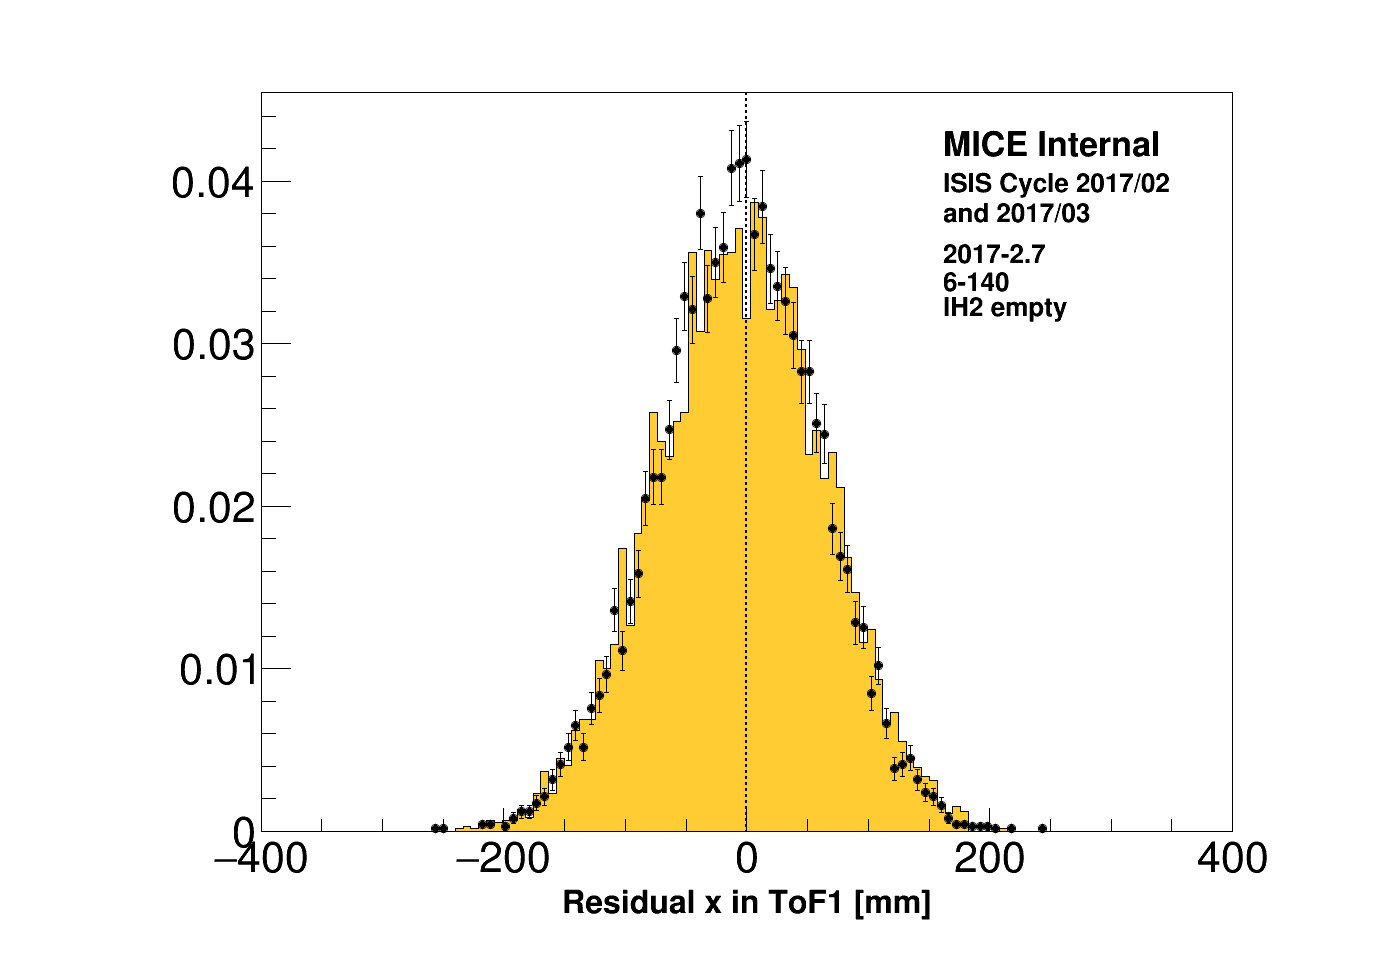 MICE Internal
ISIS Cycle 2017/02
and 2017/03
2017-2.7
6-140
IH2 empty
0.04
0.03
0.02
0.01
0
−400 −200 0 200 400
Residual x in ToF1 [mm]